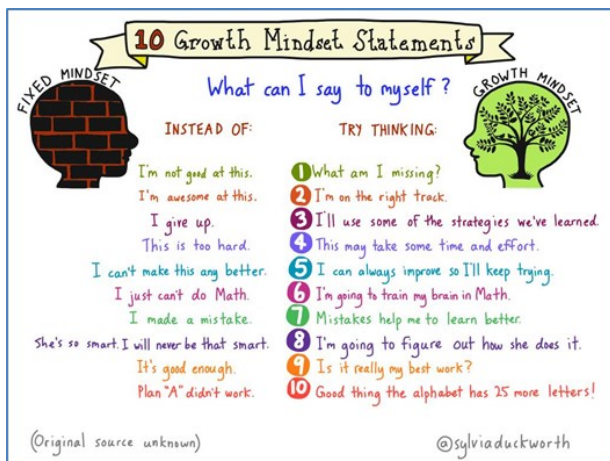 10 Growth Mindset Statements
FIXED MINDSET
GROWTH MINDSET
What can I say to myself?
INSTEAD OF: TRY THINKING:
I'm not good at this. 1 What am I missing?
I'm awesome at this. 2 I'm on the right track.
I give up. 3 I'll use some of the strategies we've learned.
This is too hard. 4 This may take some time and effort.
I can't make this any better. 5 I can always improve so I'll keep trying.
I just can't do Math. 6 I'm going to train my brain in Math.
I made a mistake. 7 Mistakes help me to learn better.
She's so smart. I will never be that smart. 8 I'm going to figure out how she does it.
It's good enough. 9 Is it really my best work?
Plan "A" didn't work. 10 Good thing the alphabet has 25 more letters!
(Original source unknown) @sylviaduckworth